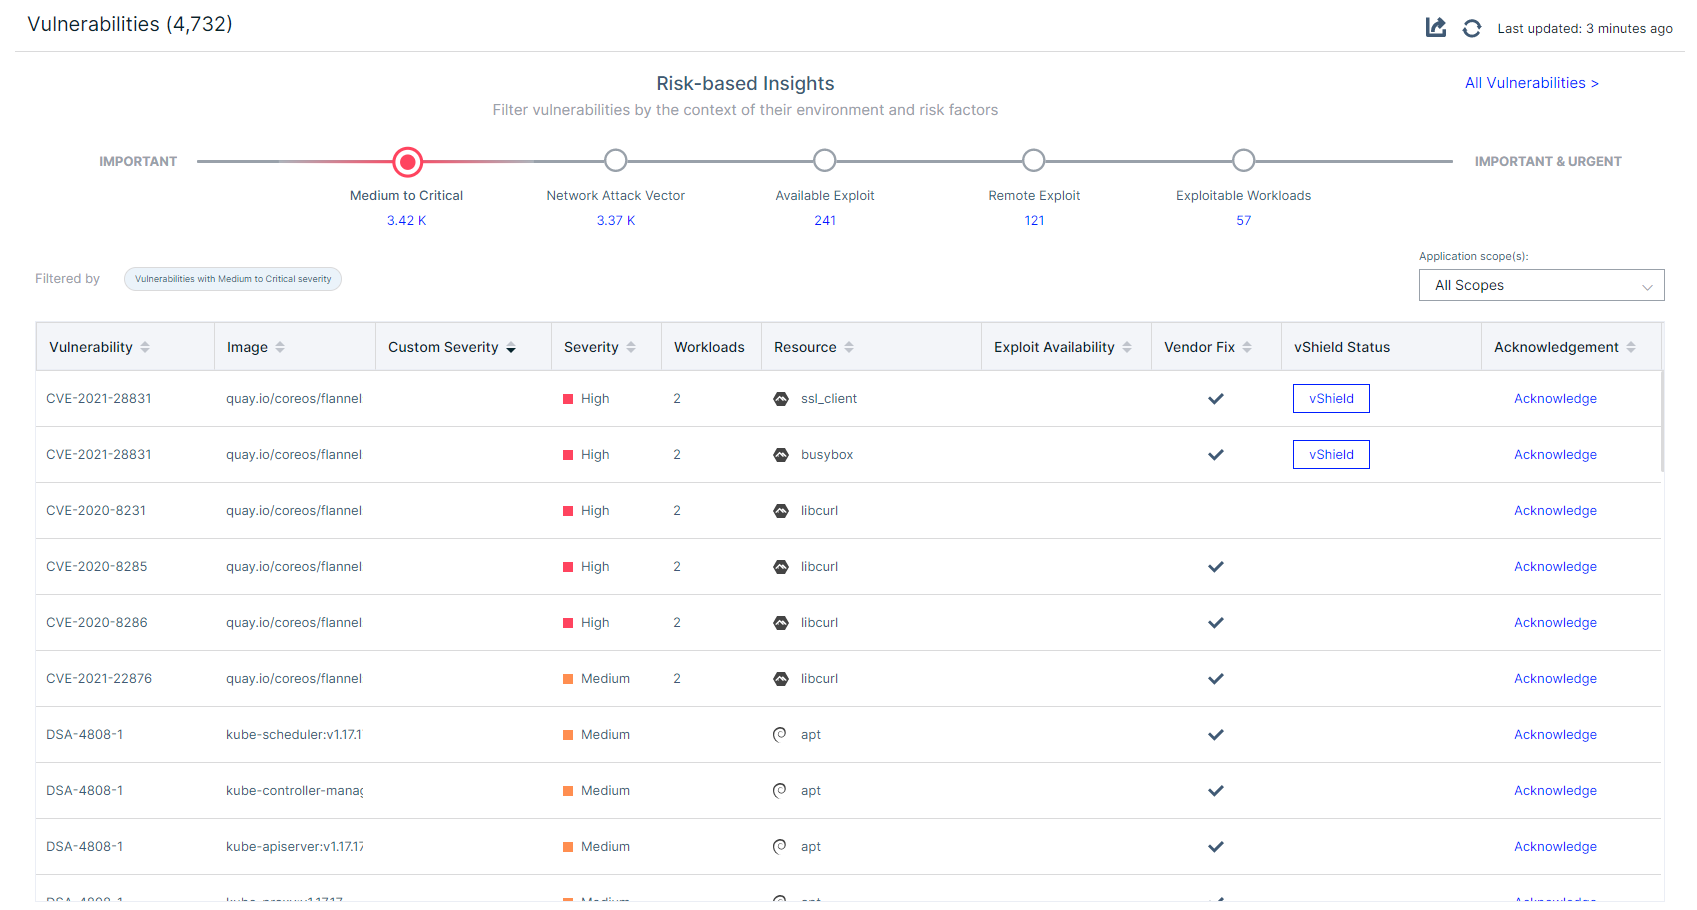 Vulnerabilities (4,732)
Last updated: 3 minutes ago
Risk-based Insights
All Vulnerabilities >
Filter vulnerabilities by the context of their environment and risk factors
IMPORTANT
IMPORTANT & URGENT
Medium to Critical Network Attack Vector Available Exploit Remote Exploit Exploitable Workloads
3.42 K 3.37 K 241 121 57
Application scope(s):
Filtered by Vulnerabilities with Medium to Critical severity
All Scopes
Vulnerability Image Custom Severity Severity Workloads Resource Exploit Availability Vendor Fix vShield Status Acknowledgement
CVE-2021-28831 quay.io/coreos/flannel High 2 ssl_client vShield Acknowledge
CVE-2021-28831 quay.io/coreos/flannel High 2 busybox vShield Acknowledge
CVE-2020-8231 quay.io/coreos/flannel High 2 libcurl Acknowledge
CVE-2020-8285 quay.io/coreos/flannel High 2 libcurl Acknowledge
CVE-2020-8286 quay.io/coreos/flannel High 2 libcurl Acknowledge
CVE-2021-22876 quay.io/coreos/flannel Medium 2 libcurl Acknowledge
DSA-4808-1 kube-scheduler:v1.17.1 Medium apt Acknowledge
DSA-4808-1 kube-controller-manag Medium apt Acknowledge
DSA-4808-1 kube-apiserver:v1.17.17 Medium apt Acknowledge